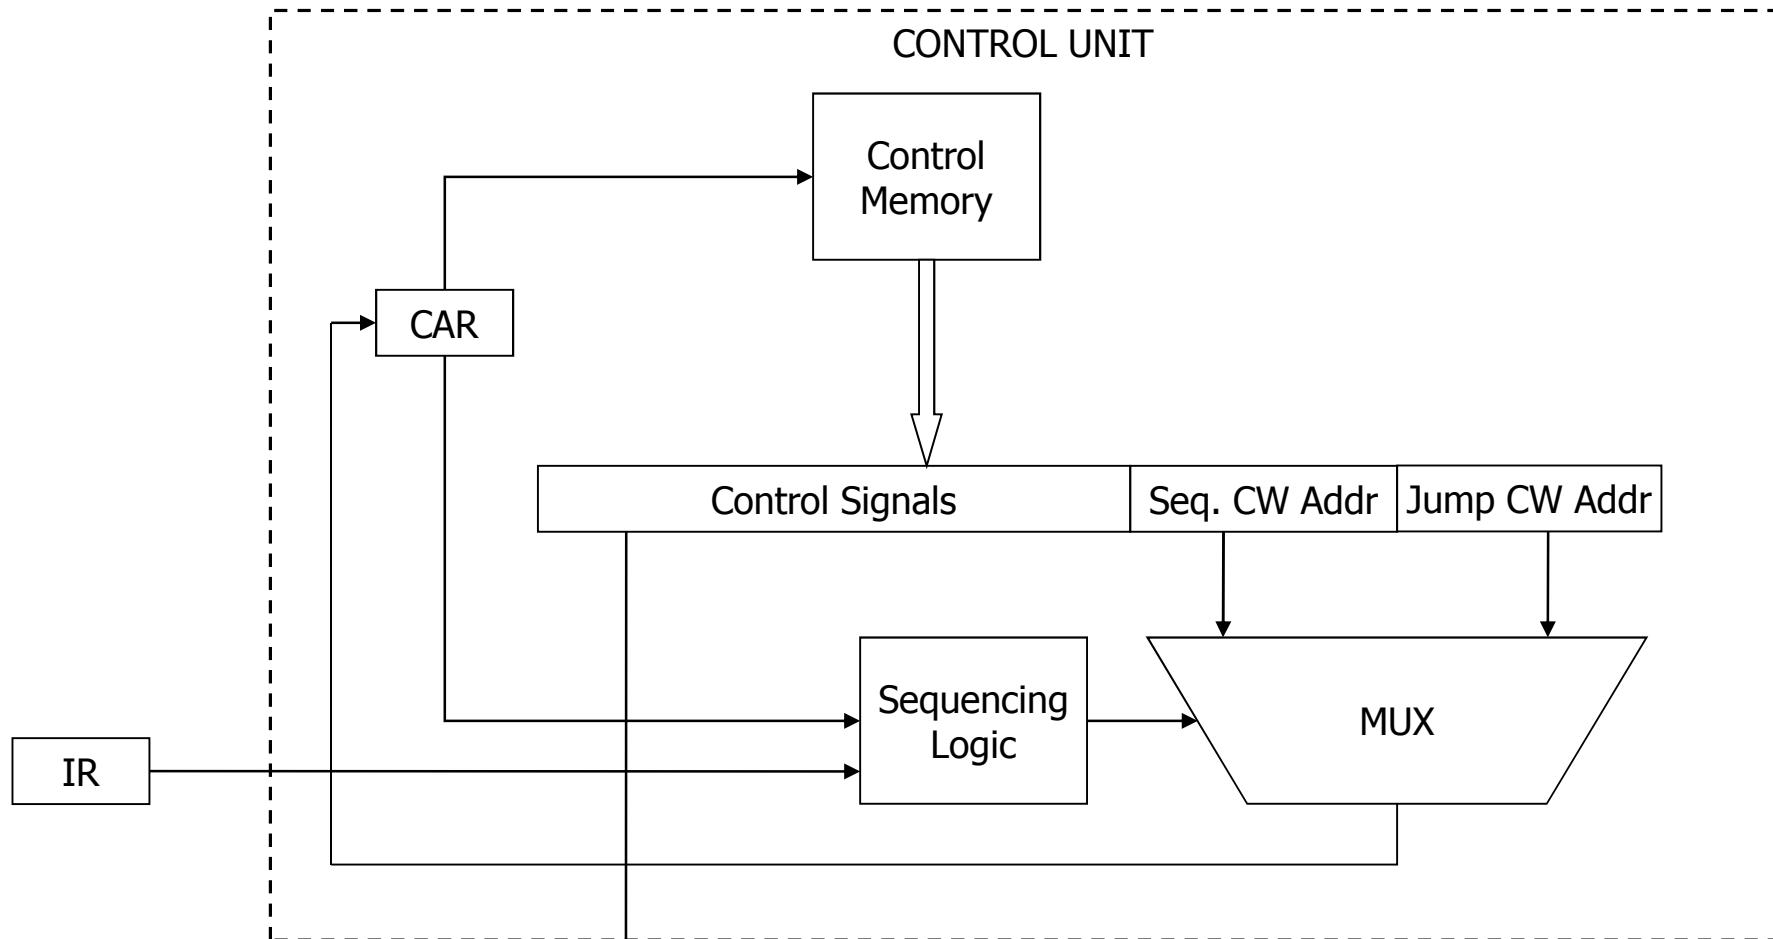 CONTROL UNIT
Control
Memory
CAR
Control Signals
Seq. CW Addr
Jump CW Addr
Sequencing
Logic
MUX
IR